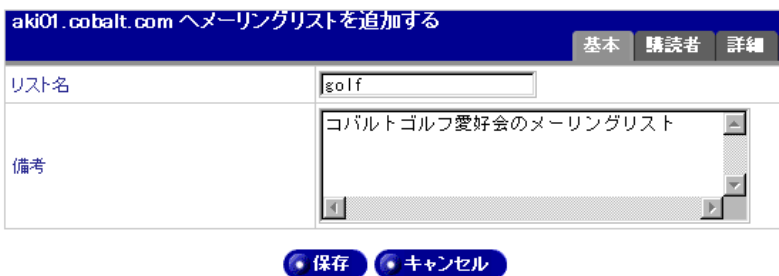 aki01.cobalt.com へメーリングリストを追加する
基本 購読者 詳細
リスト名 golf
備考 コバルトゴルフ愛好会のメーリングリスト
保存 キャンセル